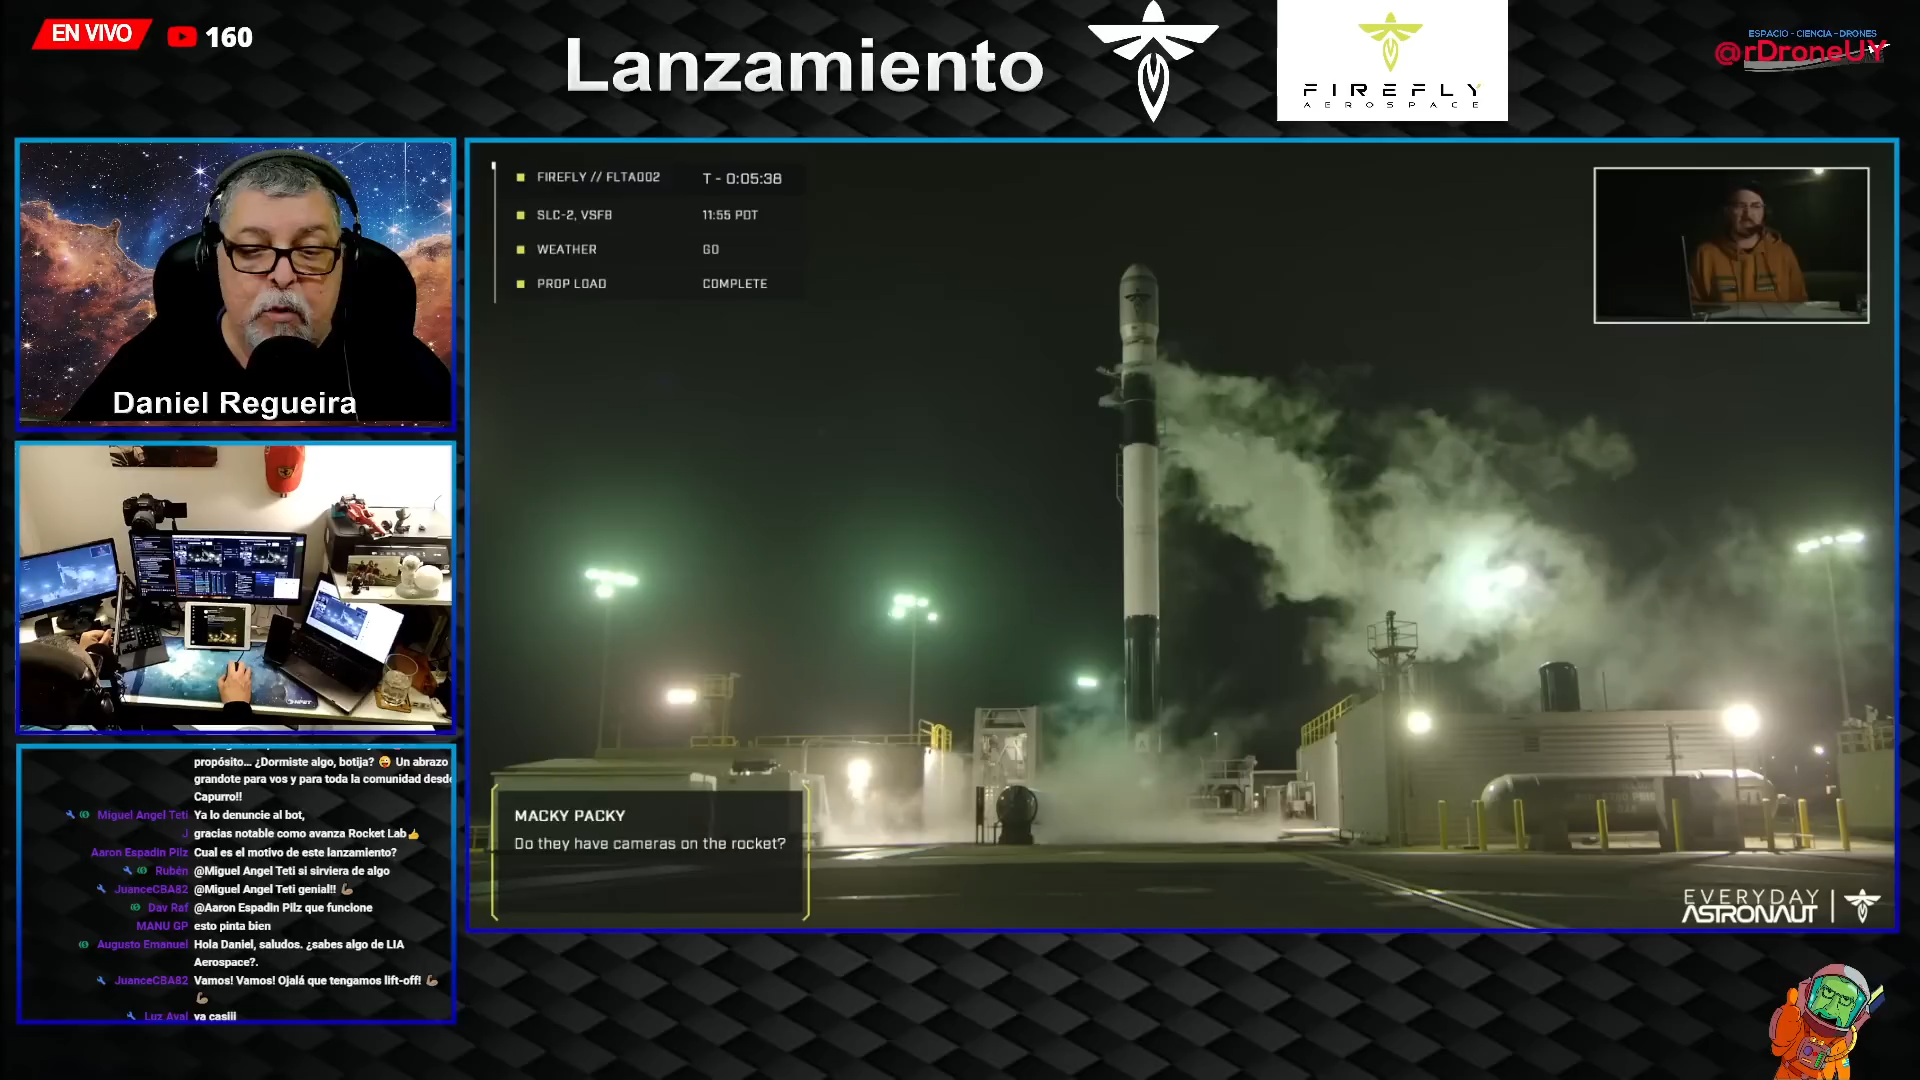 EN VIVO
160
Lanzamiento
FIREFLY
AEROSPACE
ESPACIO - CIENCIA - DRONES
@rDroneUY
Daniel Regueira
FIREFLY // FLTA002 T - 0:05:38
SLC-2, VSFB 11:55 PDT
WEATHER GO
PROP LOAD COMPLETE
MACKY PACKY
Do they have cameras on the rocket?
EVERYDAY
ASTRONAUT
propósito... ¿Dormiste algo, botija? 😜 Un abrazo
grandote para vos y para toda la comunidad desde
Capurro!!
Miguel Angel Teti Ya lo denuncie al bot,
J gracias notable como avanza Rocket Lab👍
Aaron Espadin Pilz Cual es el motivo de este lanzamiento?
Rubén @Miguel Angel Teti si sirviera de algo
JuanceCBA82 @Miguel Angel Teti genial!! 💪🏽
Dav Raf @Aaron Espadin Pilz que funcione
MANU GP esto pinta bien
Augusto Emanuel Hola Daniel, saludos. ¿sabes algo de LIA
Aerospace?.
JuanceCBA82 Vamos! Vamos! Ojalá que tengamos lift-off! 💪🏽
💪🏽
Luz Aval va casiii